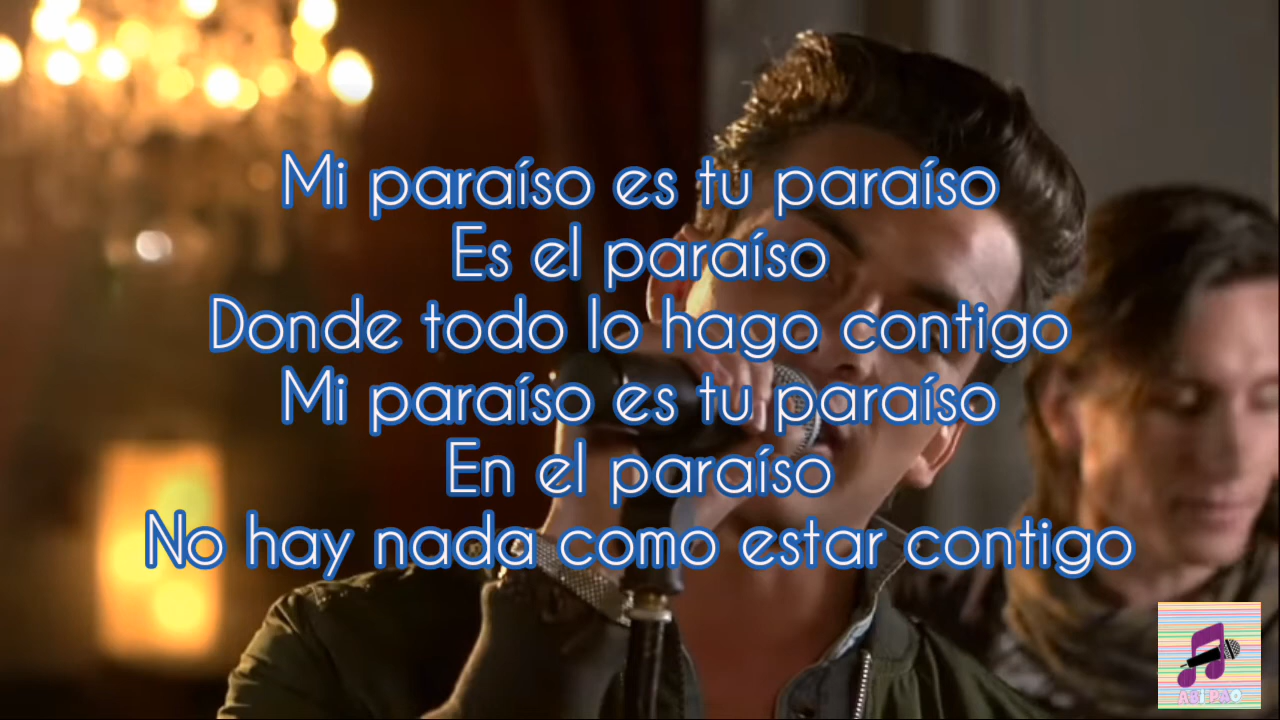 Mi paraíso es tu paraíso
Es el paraíso
Donde todo lo hago contigo
Mi paraíso es tu paraíso
En el paraíso
No hay nada como estar contigo